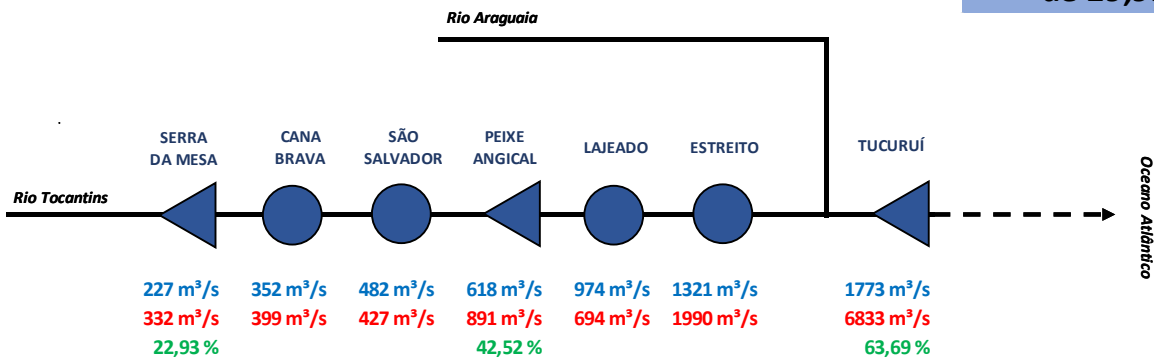 Rio Araguaia
SERRA
DA MESA
CANA
BRAVA
SÃO
SALVADOR
PEIXE
ANGICAL
LAJEADO
ESTREITO
TUCURUÍ
Rio Tocantins
Oceano Atlântico
227 m³/s 352 m³/s 482 m³/s 618 m³/s 974 m³/s 1321 m³/s 1773 m³/s
332 m³/s 399 m³/s 427 m³/s 891 m³/s 694 m³/s 1990 m³/s 6833 m³/s
22,93 % 42,52 % 63,69 %